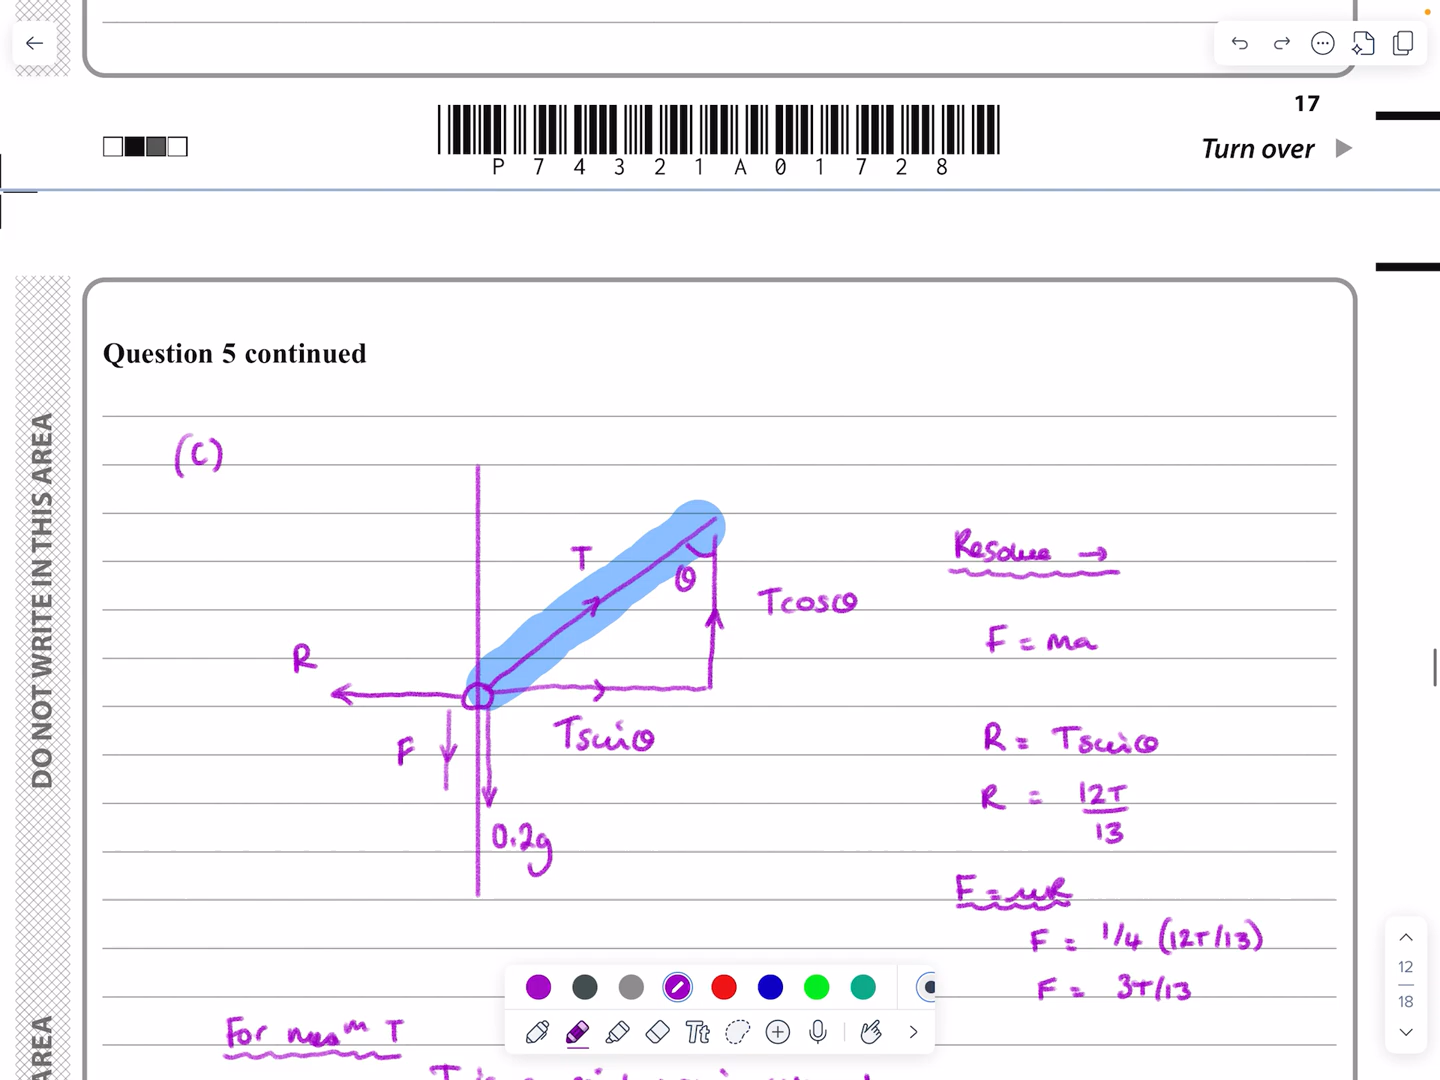 17
P 7 4 3 2 1 A 0 1 7 2 8
Turn over
DO NOT WRITE IN THIS AREA
Question 5 continued
(C)
T
θ
Tcosθ
R
Tsinθ
F
0.2g
Resolve →
F = ma
R = Tsinθ
R = 12T/13
F = μR
F = 1/4 (12T/13)
F = 3T/13
For max^m T
T is
AREA
12
18
Tt